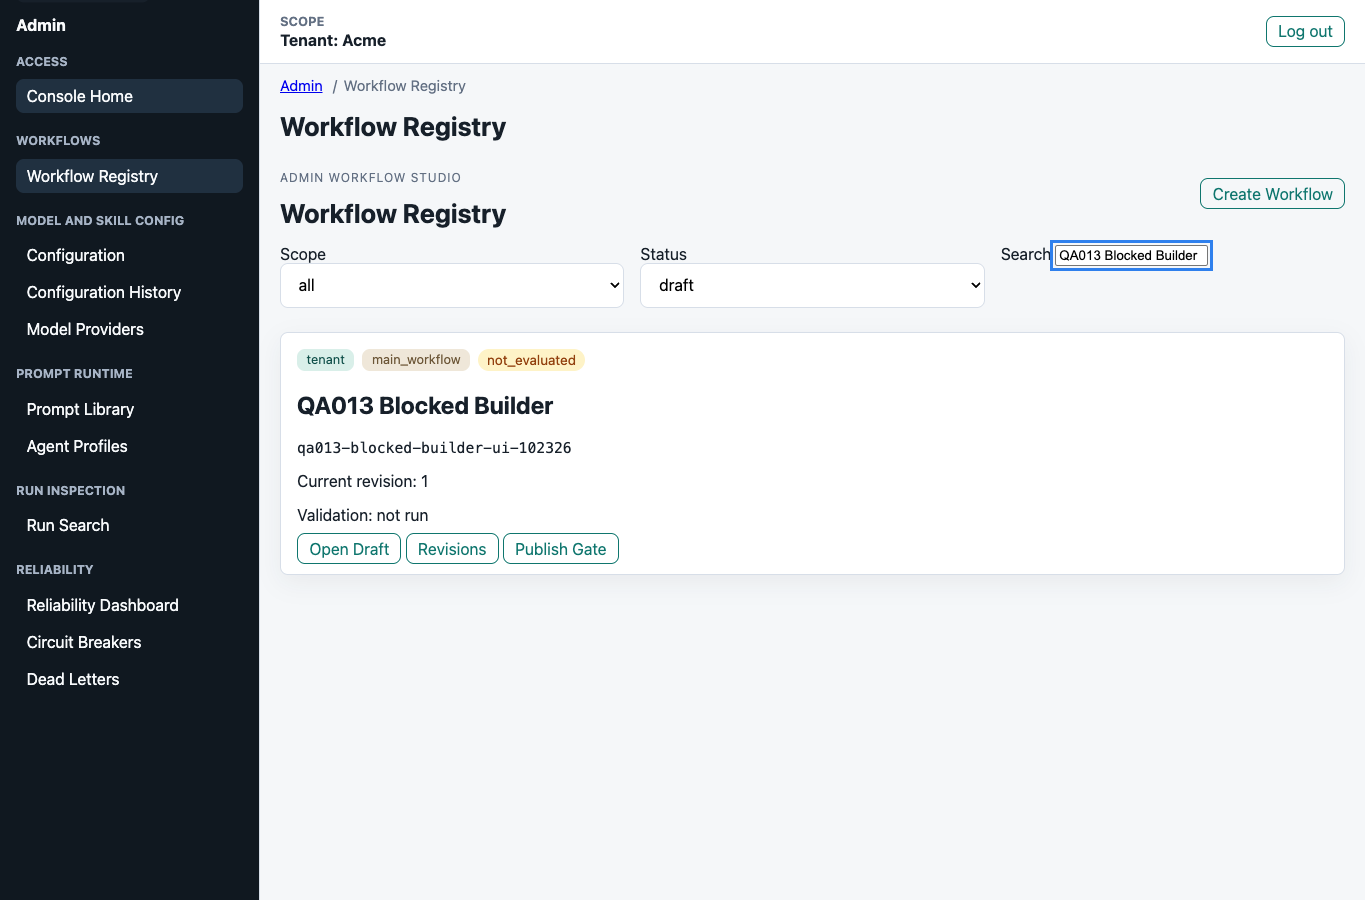 Admin
ACCESS
Console Home
WORKFLOWS
Workflow Registry
MODEL AND SKILL CONFIG
Configuration
Configuration History
Model Providers
PROMPT RUNTIME
Prompt Library
Agent Profiles
RUN INSPECTION
Run Search
RELIABILITY
Reliability Dashboard
Circuit Breakers
Dead Letters
SCOPE
Tenant: Acme
Log out
Admin / Workflow Registry
Workflow Registry
ADMIN WORKFLOW STUDIO
Workflow Registry
Create Workflow
Scope
all
Status
draft
Search QA013 Blocked Builder
tenant main_workflow not_evaluated
QA013 Blocked Builder
qa013-blocked-builder-ui-102326
Current revision: 1
Validation: not run
Open Draft Revisions Publish Gate